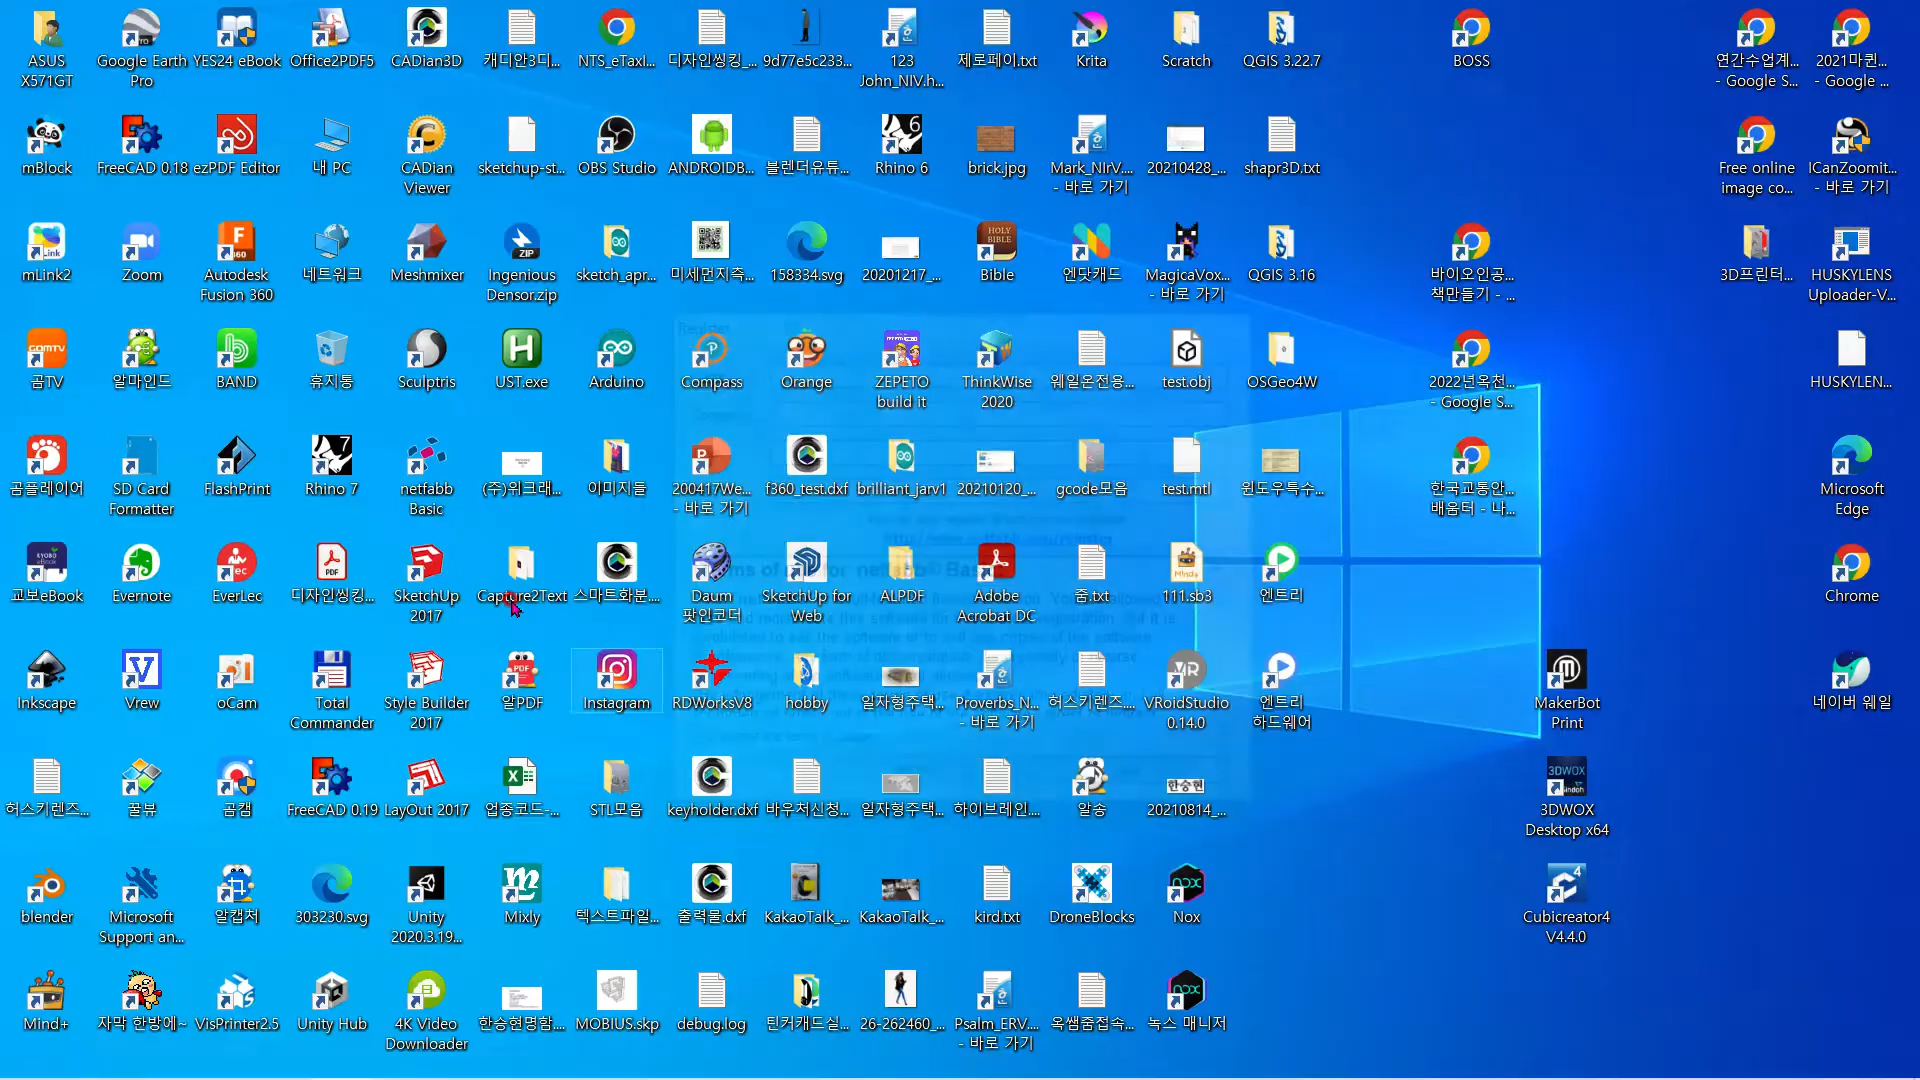 ASUS X571GT
Google Earth Pro
YES24 eBook
Office2PDF5
CADian3D
캐디안3디...
NTS_eTaxI...
디자인씽킹_...
9d77e5c233...
123 John_NIV.h...
제로페이.txt
Krita
Scratch
QGIS 3.22.7
BOSS
연간수업계... - Google S...
2021마퀸... - Google ...
mBlock
FreeCAD 0.18
ezPDF Editor
내 PC
CADian Viewer
sketchup-st...
OBS Studio
ANDROIDB...
블렌더유튜...
Rhino 6
brick.jpg
Mark_NIrV.... - 바로 가기
20210428_...
shapr3D.txt
Free online image co...
ICanZoomit... - 바로 가기
mLink2
Zoom
Autodesk Fusion 360
네트워크
Meshmixer
Ingenious Densor.zip
sketch_apr...
미세먼지측...
158334.svg
20201217_...
Bible
엔닷캐드
MagicaVox... - 바로 가기
QGIS 3.16
바이오인공... 책만들기 - ...
3D프린터...
HUSKYLENS Uploader-V...
곰TV
알마인드
BAND
휴지통
Sculptris
UST.exe
Arduino
Compass
Orange
ZEPETO build it
ThinkWise 2020
웨일온전용...
test.obj
OSGeo4W
2022년옥천... - Google S...
HUSKYLEN...
곰플레이어
SD Card Formatter
FlashPrint
Rhino 7
netfabb Basic
(주)위크래...
이미지들
200417We... - 바로 가기
f360_test.dxf
brilliant_jarv1
20210120_...
gcode모음
test.mtl
윈도우특수...
한국교통안... 배움터 - 나...
Microsoft Edge
교보eBook
Evernote
EverLec
디자인씽킹...
SketchUp 2017
Capture2Text
스마트화분....
Daum 팟인코더
SketchUp for Web
ALPDF
Adobe Acrobat DC
줌.txt
111.sb3
엔트리
Chrome
Inkscape
Vrew
oCam
Total Commander
Style Builder 2017
알PDF
Instagram
RDWorksV8
hobby
일자형주택...
Proverbs_N... - 바로 가기
허스키렌즈....
VRoidStudio 0.14.0
엔트리 하드웨어
MakerBot Print
네이버 웨일
허스키렌즈...
꿀뷰
곰캠
FreeCAD 0.19
LayOut 2017
업종코드-...
STL모음
keyholder.dxf
바우처신청...
일자형주택...
하이브레인....
알송
20210814_...
3DWOX Desktop x64
blender
Microsoft Support an...
알캡처
303230.svg
Unity 2020.3.19...
Mixly
텍스트파일...
출력물.dxf
KakaoTalk_...
KakaoTalk_...
kird.txt
DroneBlocks
Nox
Cubicreator4 V4.4.0
Mind+
자막 한방에~
VisPrinter2.5
Unity Hub
4K Video Downloader
한승현명함....
MOBIUS.skp
debug.log
틴커캐드실...
26-262460_...
Psalm_ERV.... - 바로 가기
옥쌤줌접속...
녹스 매니저